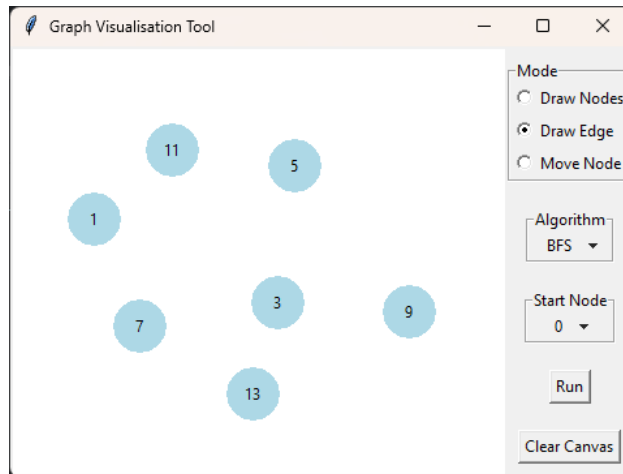 Graph Visualisation Tool
Mode
Draw Nodes
Draw Edge
Move Node
11
5
1
Algorithm
BFS
3
9
7
Start Node
0
13
Run
Clear Canvas